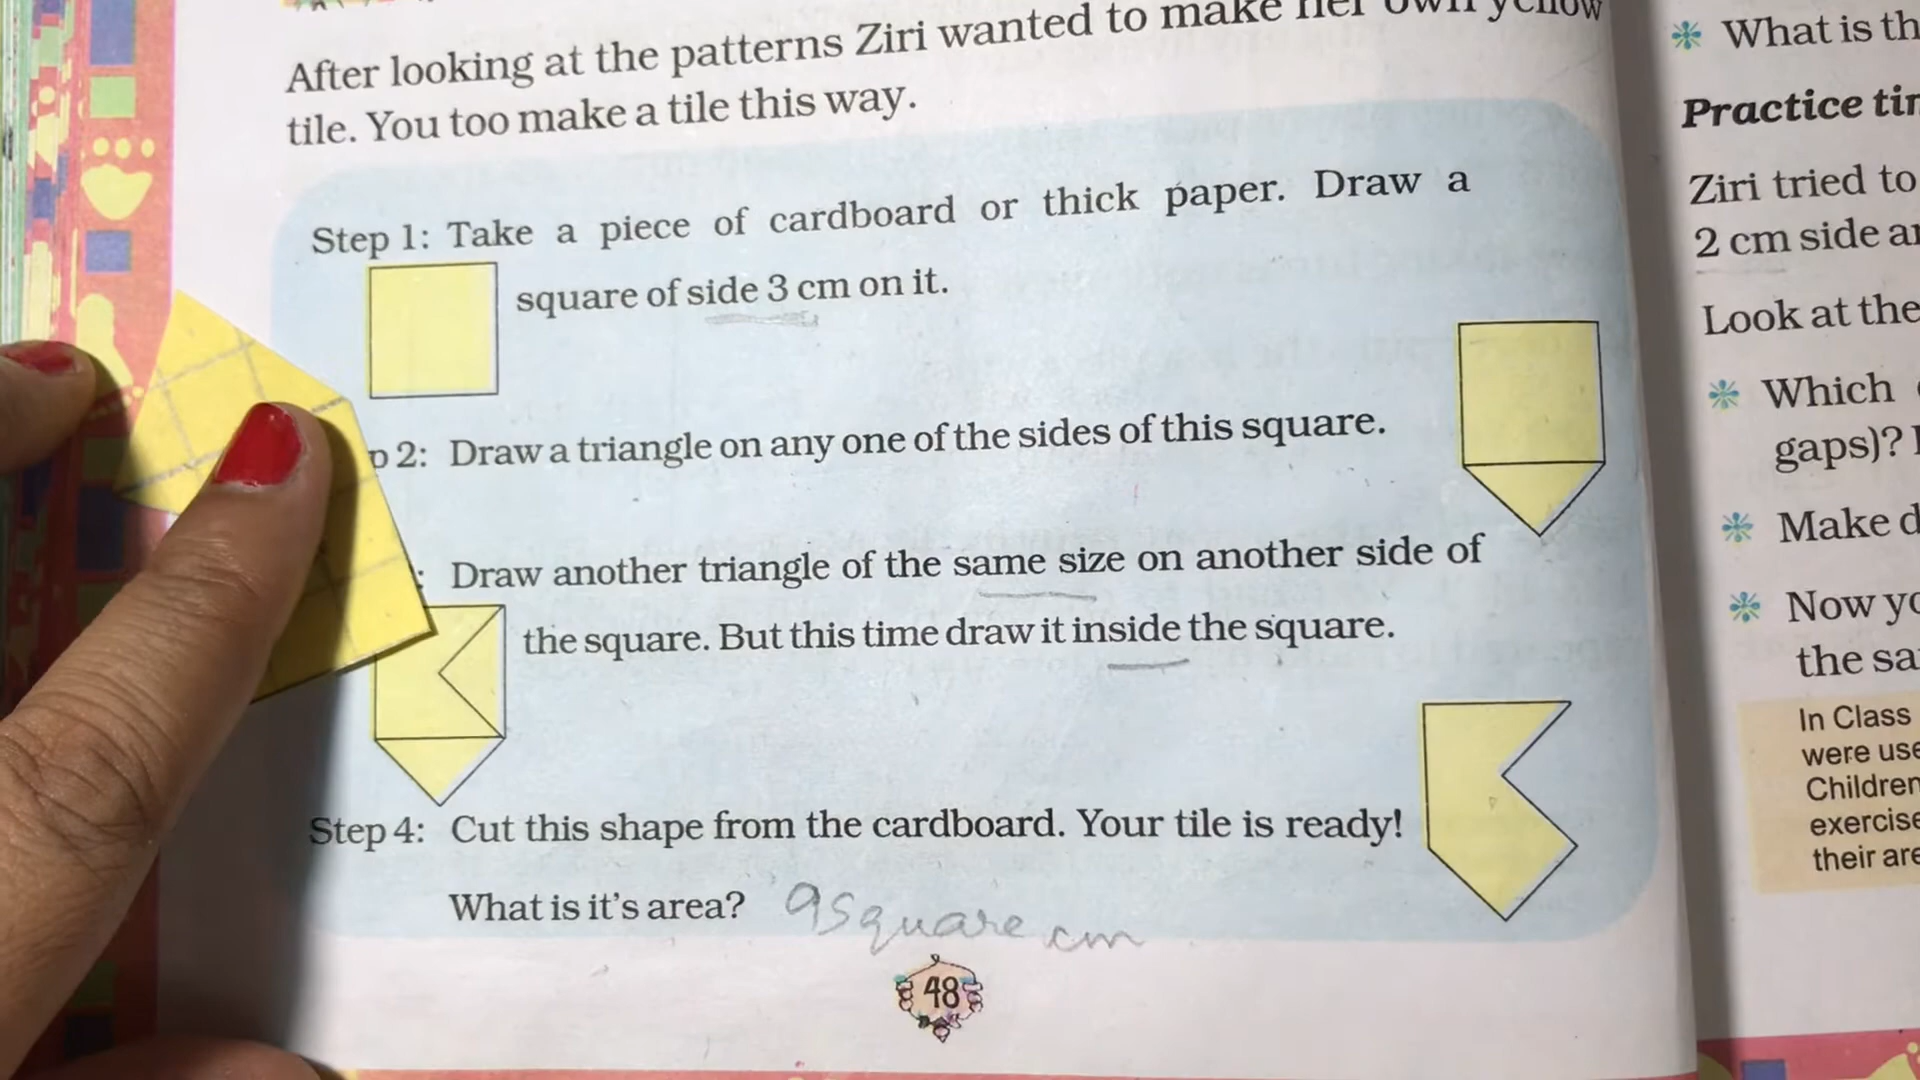 After looking at the patterns Ziri wanted to make her own yellow
tile. You too make a tile this way.
Step 1: Take a piece of cardboard or thick paper. Draw a
square of side 3 cm on it.
p 2: Draw a triangle on any one of the sides of this square.
: Draw another triangle of the same size on another side of
the square. But this time draw it inside the square.
Step 4: Cut this shape from the cardboard. Your tile is ready!
What is it's area? 9 square cm
48
What is th
Practice tir
Ziri tried to
2 cm side ar
Look at the
Which
gaps)?
Make d
Now yo
the sa
In Class
were use
Children
exercise
their are